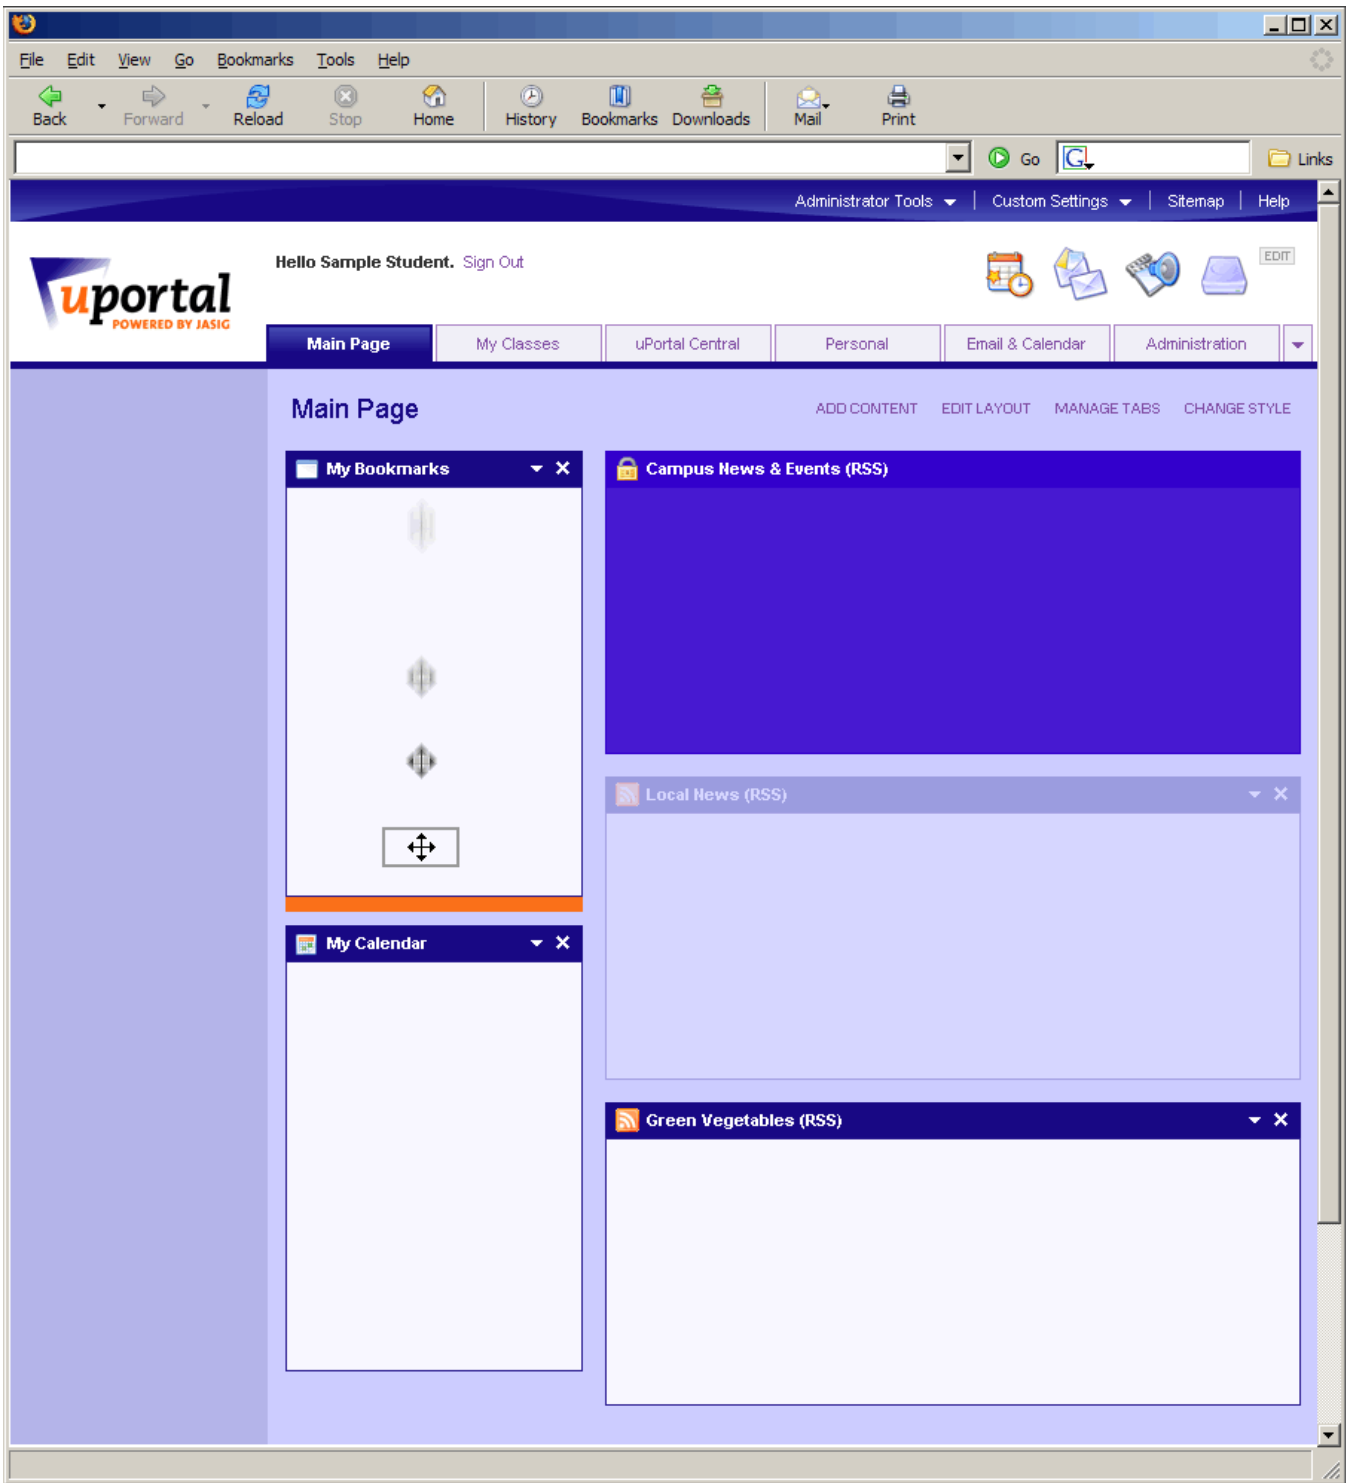 File Edit View Go Bookmarks Tools Help
Back Forward Reload Stop Home History Bookmarks Downloads Mail Print
Go G Links
Administrator Tools Custom Settings Sitemap Help
Hello Sample Student. Sign Out
EDIT
uportal
POWERED BY JASIG
Main Page My Classes uPortal Central Personal Email & Calendar Administration
Main Page
ADD CONTENT EDIT LAYOUT MANAGE TABS CHANGE STYLE
My Bookmarks
Campus News & Events (RSS)
Local News (RSS)
My Calendar
Green Vegetables (RSS)